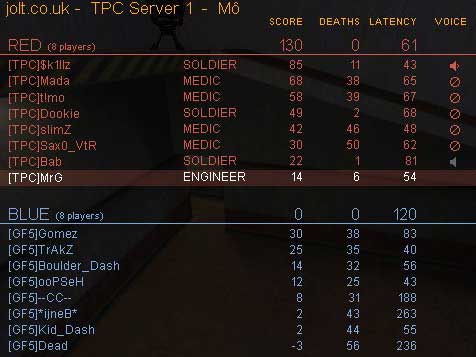 jolt.co.uk - TPC Server 1 - Mô
SCORE DEATHS LATENCY VOICE
RED (8 players) 130 0 61
[TPC]$k1llz SOLDIER 85 11 43
[TPC]Mada MEDIC 68 38 65
[TPC]t!mo MEDIC 58 39 67
[TPC]Dookie SOLDIER 49 2 68
[TPC]slimZ MEDIC 42 46 48
[TPC]Sax0_VtR MEDIC 30 50 62
[TPC]Bab SOLDIER 22 1 81
[TPC]MrG ENGINEER 14 6 54
BLUE (8 players) 0 0 120
[GF5]Gomez 30 38 83
[GF5]TrAkZ 25 35 40
[GF5]Boulder_Dash 14 32 56
[GF5]ooPSeH 12 25 43
[GF5]--CC-- 8 31 188
[GF5]*ijneB* 2 43 263
[GF5]Kid_Dash 2 44 55
[GF5]Dead -3 56 236